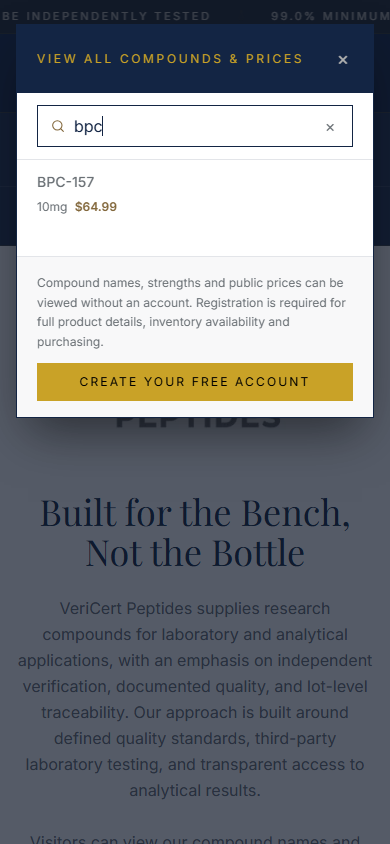 BE INDEPENDENTLY TESTED 99.0% MINIMUM
VIEW ALL COMPOUNDS & PRICES ×
bpc ×
BPC-157
10mg $64.99
Compound names, strengths and public prices can be
viewed without an account. Registration is required for
full product details, inventory availability and
purchasing.
CREATE YOUR FREE ACCOUNT
PEPTIDES
Built for the Bench,
Not the Bottle
VeriCert Peptides supplies research
compounds for laboratory and analytical
applications, with an emphasis on independent
verification, documented quality, and lot-level
traceability. Our approach is built around
defined quality standards, third-party
laboratory testing, and transparent access to
analytical results.
Visitors can view our compound names and